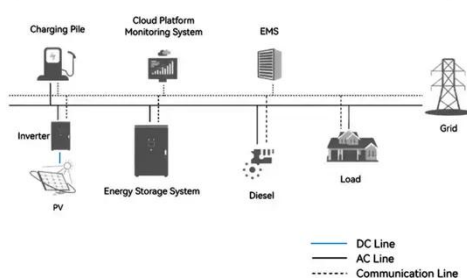 Charging Pile
Cloud Platform
Monitoring System
EMS
Grid
Inverter
PV
Energy Storage System
Diesel
Load
DC Line
AC Line
Communication Line